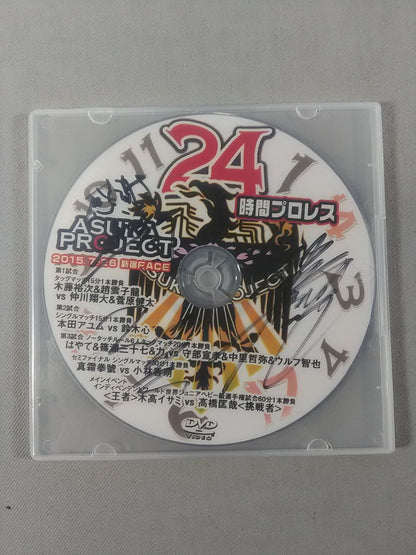 24
時間プロレス
11
1
10
2
3
4
ASUKA
PROJECT
2015.7.26 新宿FACE
第1試合
タッグマッチ15分1本勝負
木藤裕次&趙雲子龍
vs 仲川翔大&菅原健太
第2試合
シングルマッチ15分1本勝負
本田アユム vs 鈴木心
第3試合 ノータッチルール6人タッグマッチ20分1本勝負
はやて&篠瀬三十七&力 vs 守部宣孝&中里哲弥&ウルフ智也
セミファイナル シングルマッチ30分1本勝負
真霜拳號 vs 小林
メインイベント
インディペンデントワールド世界ジュニアヘビー級選手権試合60分1本勝負
<王者>木高イサミ vs 高橋匡哉<挑戦者>
DVD
VIDEO